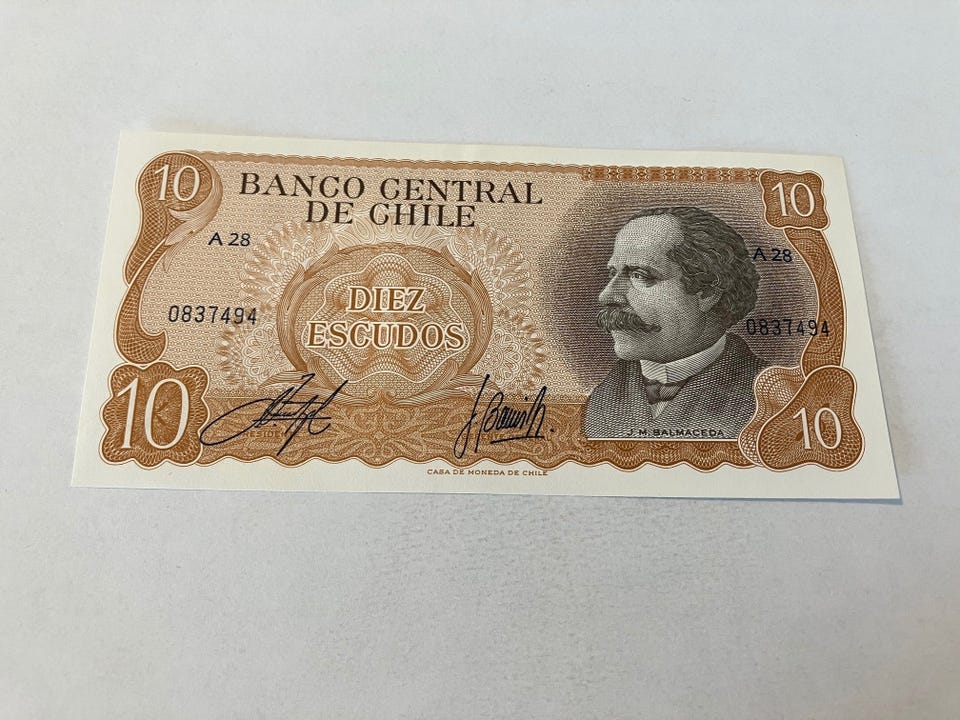 10
BANCO CENTRAL
DE CHILE
10
A 28
A 28
0837494
0837494
DIEZ
ESCUDOS
10
10
J. M. BALMACEDA
CASA DE MONEDA DE CHILE